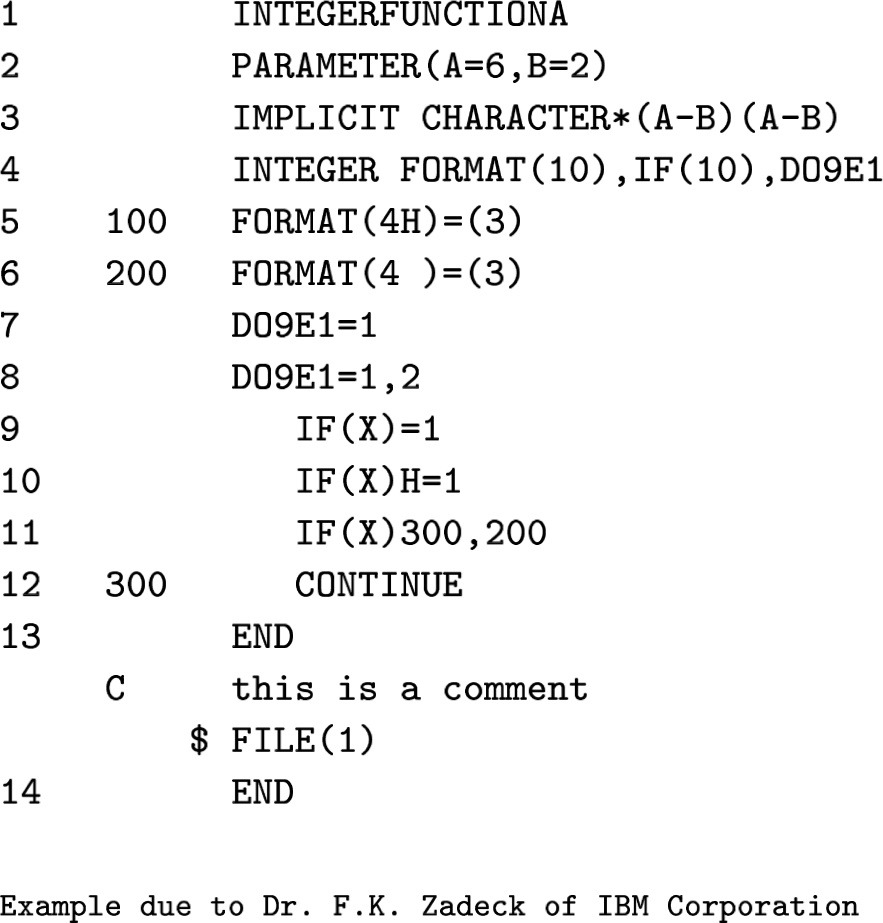 1 INTEGERFUNCTIONA
2 PARAMETER(A=6,B=2)
3 IMPLICIT CHARACTER*(A-B)(A-B)
4 INTEGER FORMAT(10),IF(10),DO9E1
5 100 FORMAT(4H)=(3)
6 200 FORMAT(4 )=(3)
7 DO9E1=1
8 DO9E1=1,2
9 IF(X)=1
10 IF(X)H=1
11 IF(X)300,200
12 300 CONTINUE
13 END
C this is a comment
$ FILE(1)
14 END
Example due to Dr. F.K. Zadeck of IBM Corporation